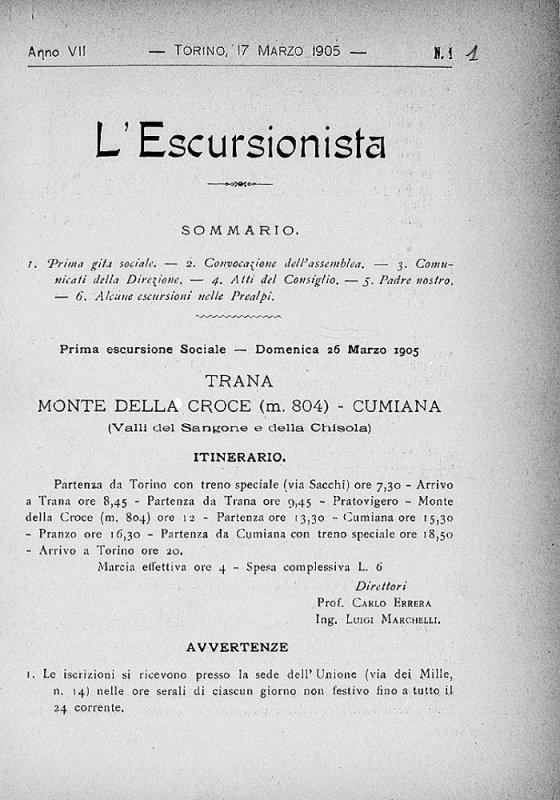 Anno VII — TORINO, 17 MARZO 1905 — N. 1 1
L'Escursionista
SOMMARIO.
1. Prima gita sociale. — 2. Convocazione dell'assemblea. — 3. Comu-
nicati della Direzione. — 4. Atti del Consiglio. — 5. Padre nostro.
— 6. Alcune escursioni nelle Prealpi.
Prima escursione Sociale — Domenica 26 Marzo 1905
TRANA
MONTE DELLA CROCE (m. 804) - CUMIANA
(Valli del Sangone e della Chisola)
ITINERARIO.
Partenza da Torino con treno speciale (via Sacchi) ore 7,30 - Arrivo
a Trana ore 8,45 - Partenza da Trana ore 9,45 - Pratovigero - Monte
della Croce (m. 804) ore 12 - Partenza ore 13,30 - Cumiana ore 15,30
- Pranzo ore 16,30 - Partenza da Cumiana con treno speciale ore 18,50
- Arrivo a Torino ore 20.
Marcia effettiva ore 4 - Spesa complessiva L. 6
Direttori
Prof. CARLO ERRERA
Ing. LUIGI MARCHELLI.
AVVERTENZE
1. Le iscrizioni si ricevono presso la sede dell'Unione (via dei Mille,
n. 14) nelle ore serali di ciascun giorno non festivo fino a tutto il
24 corrente.